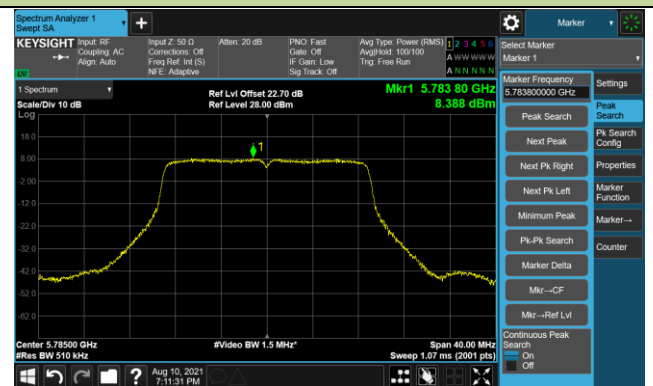 Spectrum Analyzer 1
Swept SA
Marker
KEYSIGHT
Input: RF
Coupling: AC
Align: Auto
Input Z: 50 Ω
Corrections: Off
Freq Ref: Int (S)
NFE: Adaptive
Atten: 20 dB
PNO: Fast
Gate: Off
IF Gain: Low
Sig Track: Off
Avg Type: Power (RMS)
Avg|Hold: 100/100
Trig: Free Run
1 2 3 4 5 6
A W W W W W
A N N N N N
LXI
Select Marker
Marker 1
1 Spectrum
Scale/Div 10 dB
Log
Ref Lvl Offset 22.70 dB
Ref Level 28.00 dBm
Mkr1 5.783 80 GHz
8.388 dBm
18.0
8.00
-2.00
-12.0
-22.0
-32.0
-42.0
-52.0
-62.0
1
Center 5.78500 GHz
#Res BW 510 kHz
#Video BW 1.5 MHz*
Span 40.00 MHz
Sweep 1.07 ms (2001 pts)
Marker Frequency
5.783800000 GHz
Peak Search
Next Peak
Next Pk Right
Next Pk Left
Minimum Peak
Pk-Pk Search
Marker Delta
Mkr→CF
Mkr→Ref Lvl
Continuous Peak
Search
On
Off
Settings
Peak
Search
Pk Search
Config
Properties
Marker
Function
Marker→
Counter
?
Aug 10, 2021
7:11:31 PM